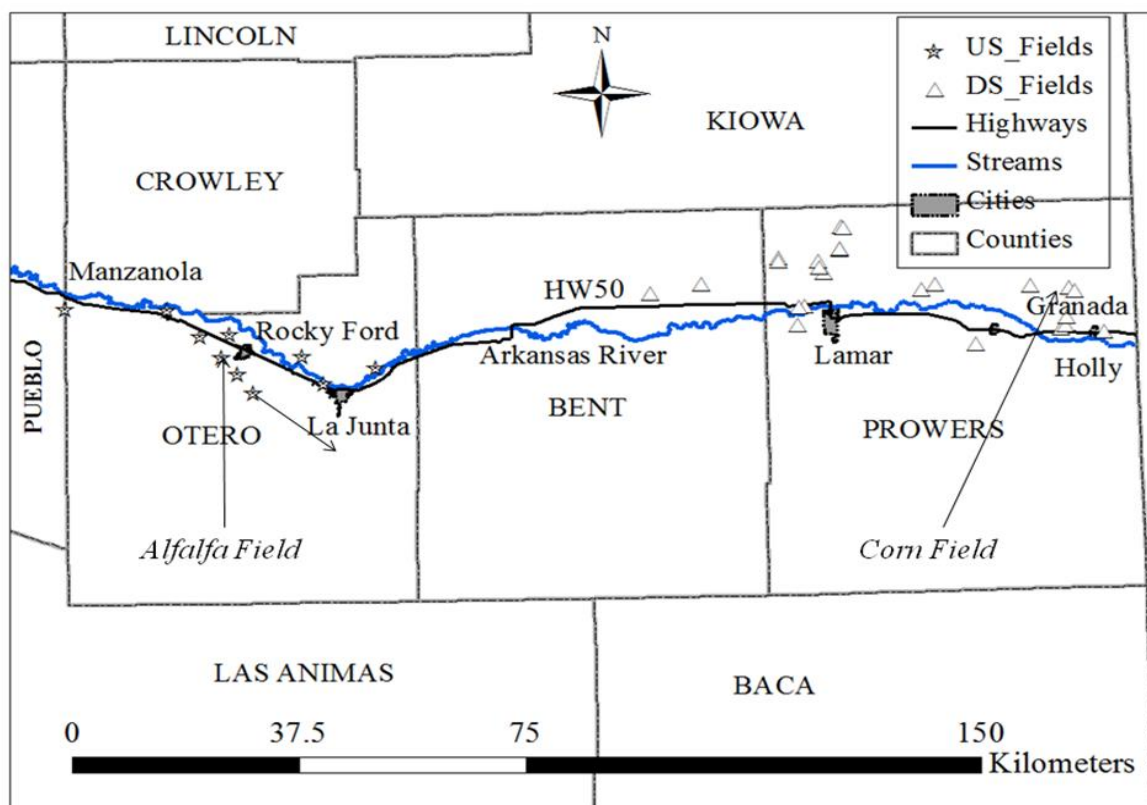 LINCOLN
N
KIOWA
CROWLEY
US_Fields
DS_Fields
Highways
Streams
Cities
Counties
Manzanola
Rocky Ford
HW50
Granada
Arkansas River
Lamar
Holly
PUEBLO
OTERO
La Junta
BENT
PROWERS
Alfalfa Field
Corn Field
LAS ANIMAS
BACA
0
37.5
75
150
Kilometers